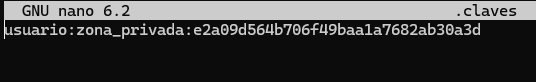 GNU nano 6.2 .claves
usuario:zona_privada:e2a09d564b706f49baa1a7682ab30a3d